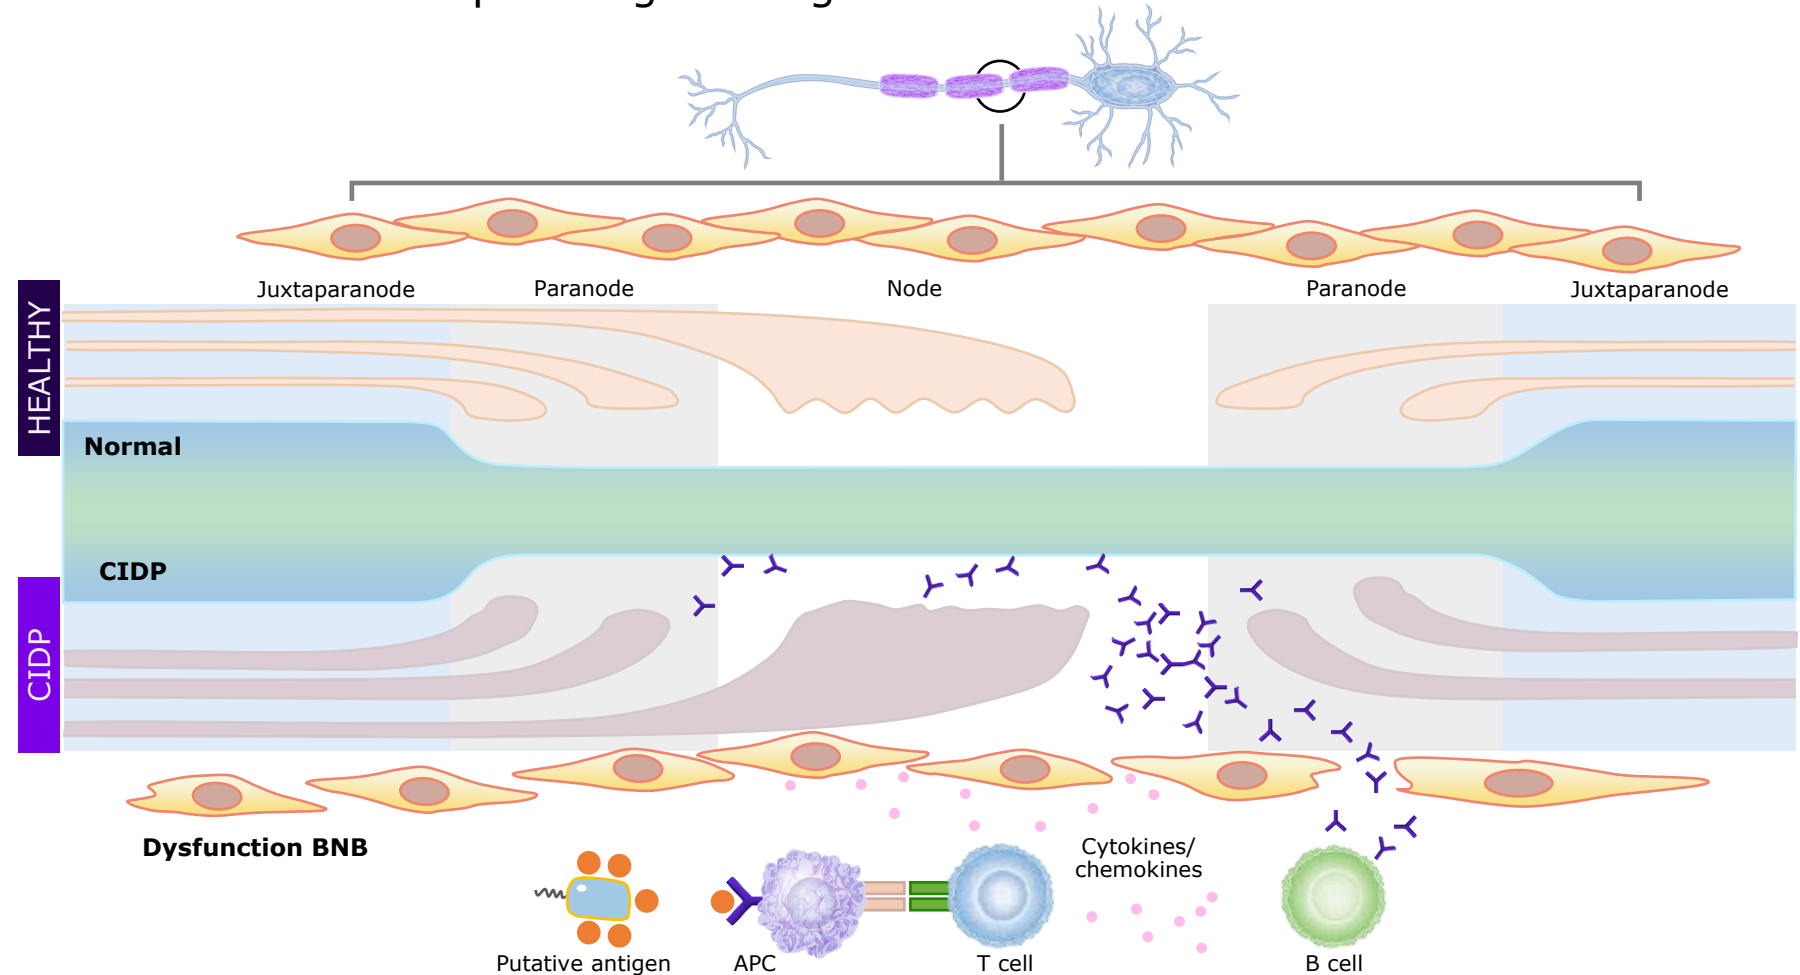 Juxtaparanode
Paranode
Node
Paranode
Juxtaparanode
HEALTHY
Normal
CIDP
CIDP
Dysfunction BNB
Cytokines/
chemokines
Putative antigen
APC
T cell
B cell